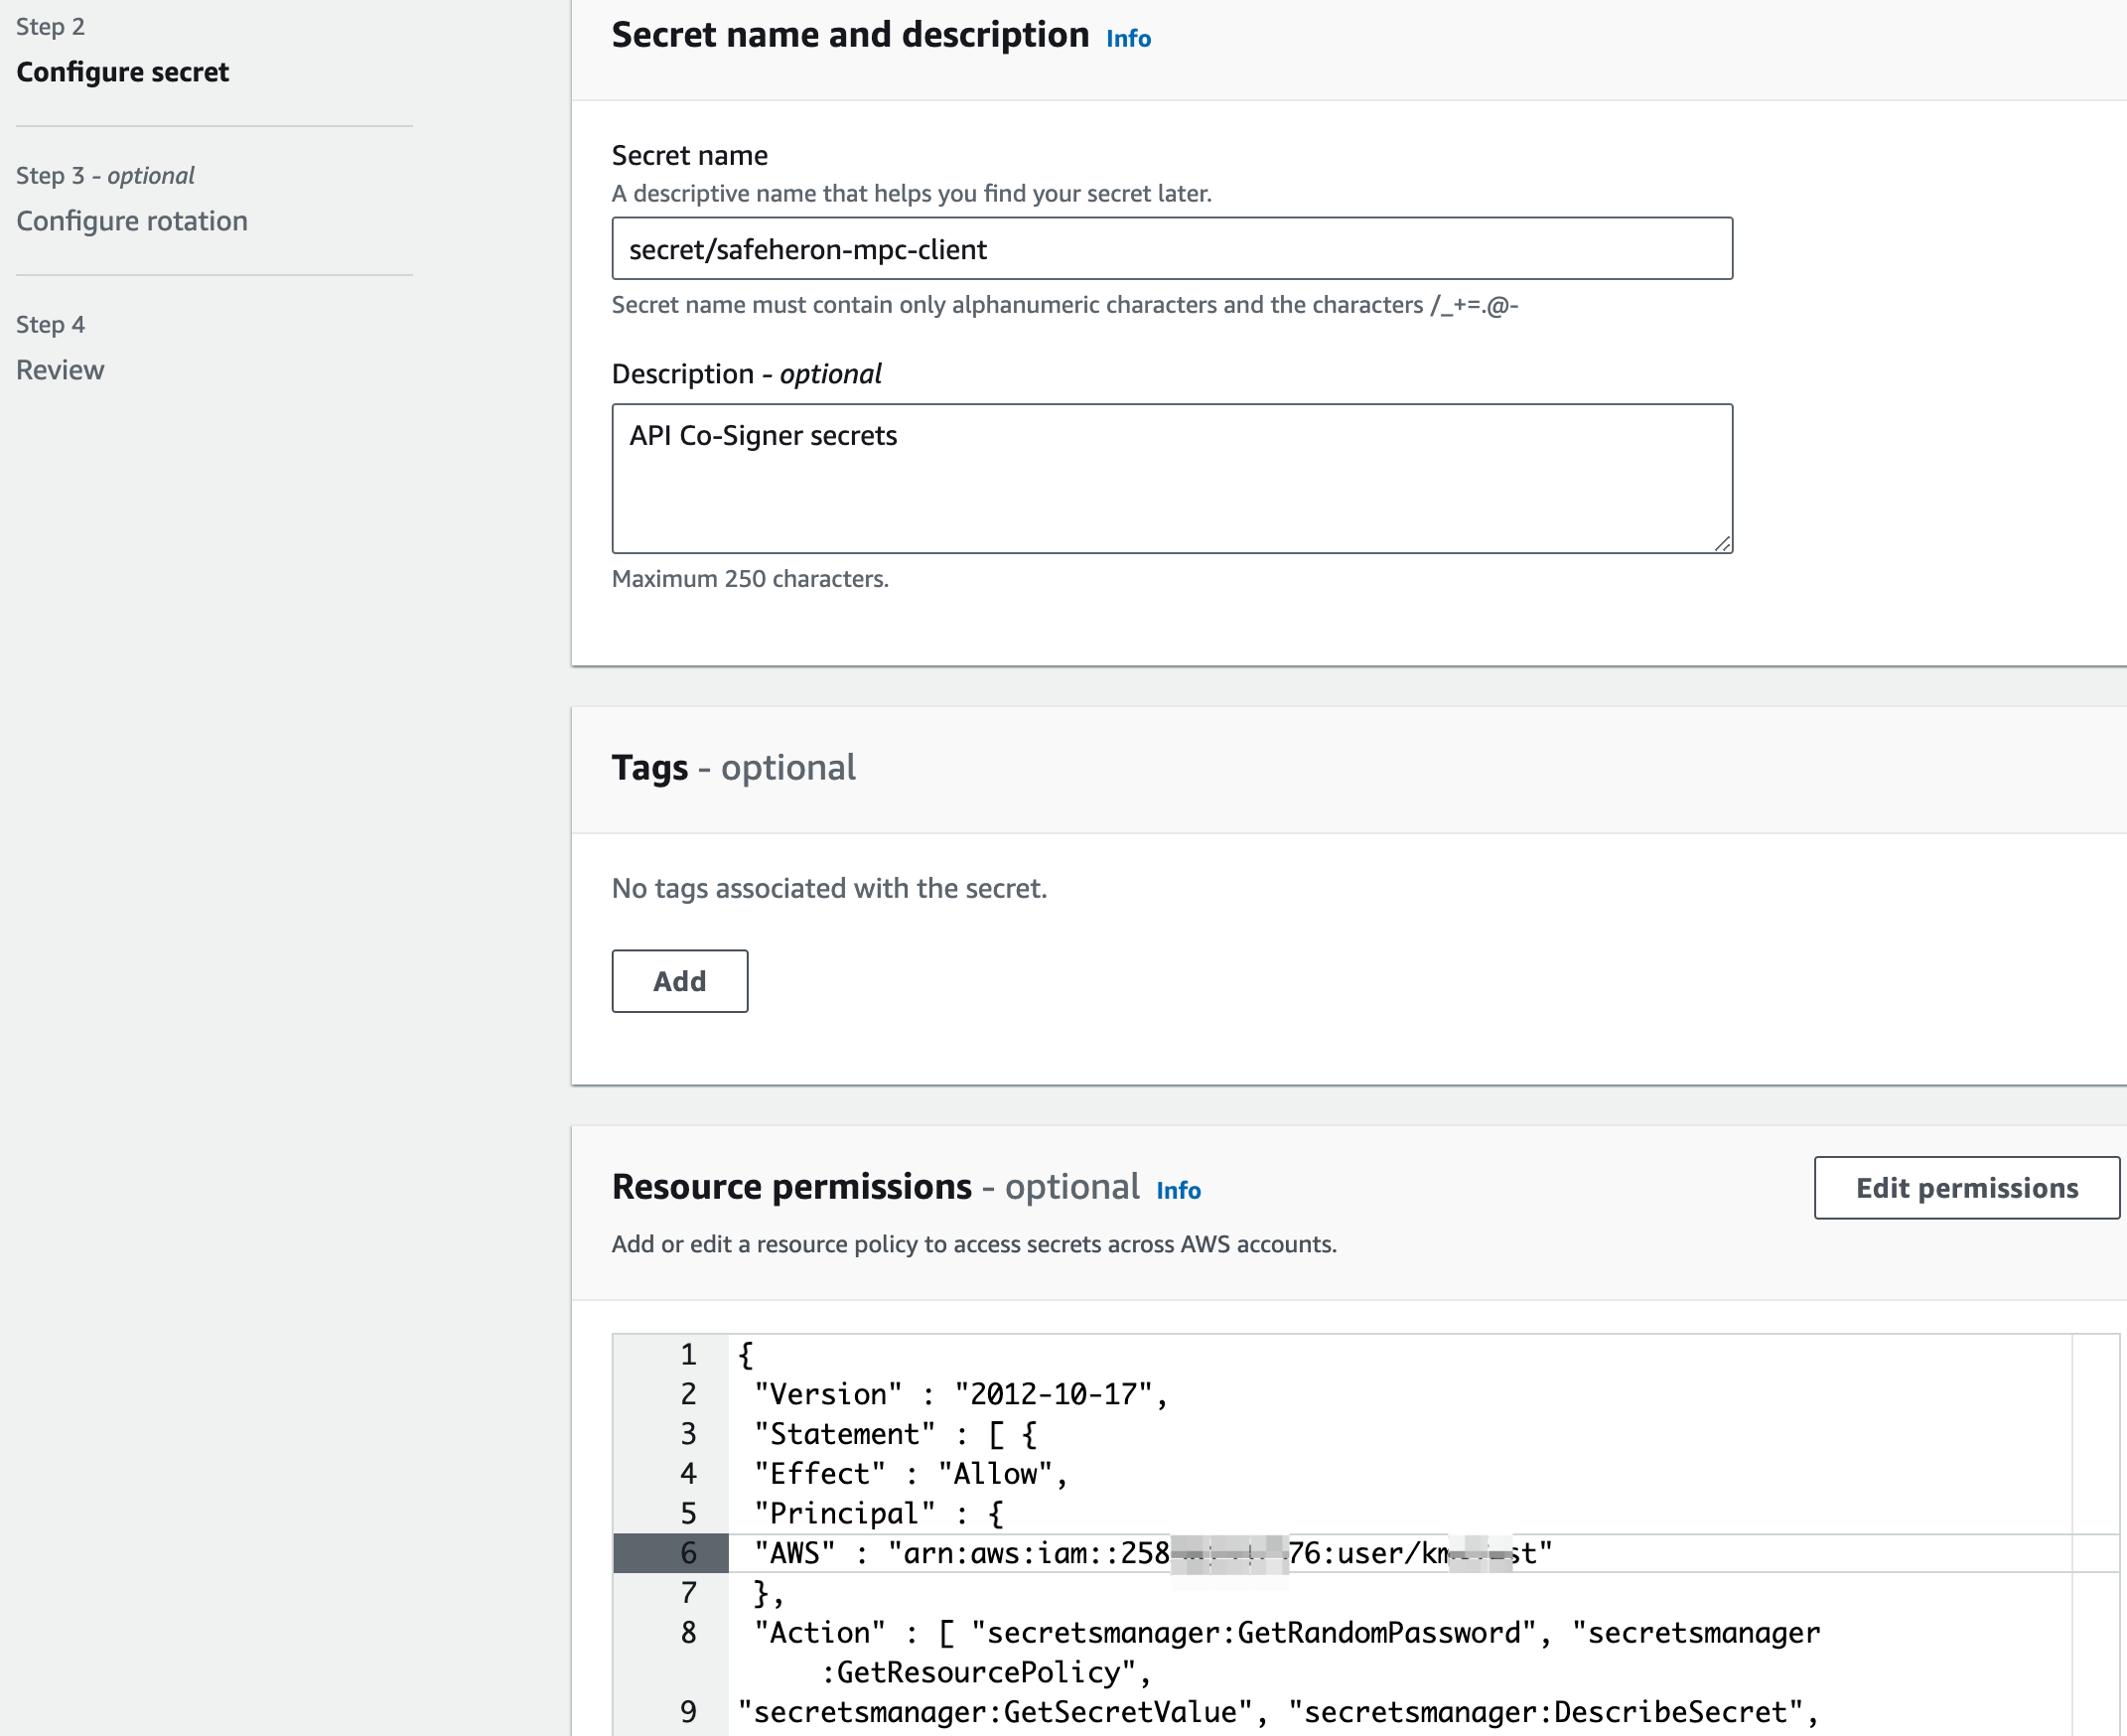 Step 2
Configure secret
Step 3 - optional
Configure rotation
Step 4
Review
Secret name and description Info
Secret name
A descriptive name that helps you find your secret later.
secret/safeheron-mpc-client
Secret name must contain only alphanumeric characters and the characters /_+=.@-
Description - optional
API Co-Signer secrets
Maximum 250 characters.
Tags - optional
No tags associated with the secret.
Add
Resource permissions - optional Info
Edit permissions
Add or edit a resource policy to access secrets across AWS accounts.
1 {
2 "Version" : "2012-10-17",
3 "Statement" : [ {
4 "Effect" : "Allow",
5 "Principal" : {
6 "AWS" : "arn:aws:iam::258 76:user/k st"
7 },
8 "Action" : [ "secretsmanager:GetRandomPassword", "secretsmanager
:GetResourcePolicy",
9 "secretsmanager:GetSecretValue", "secretsmanager:DescribeSecret",